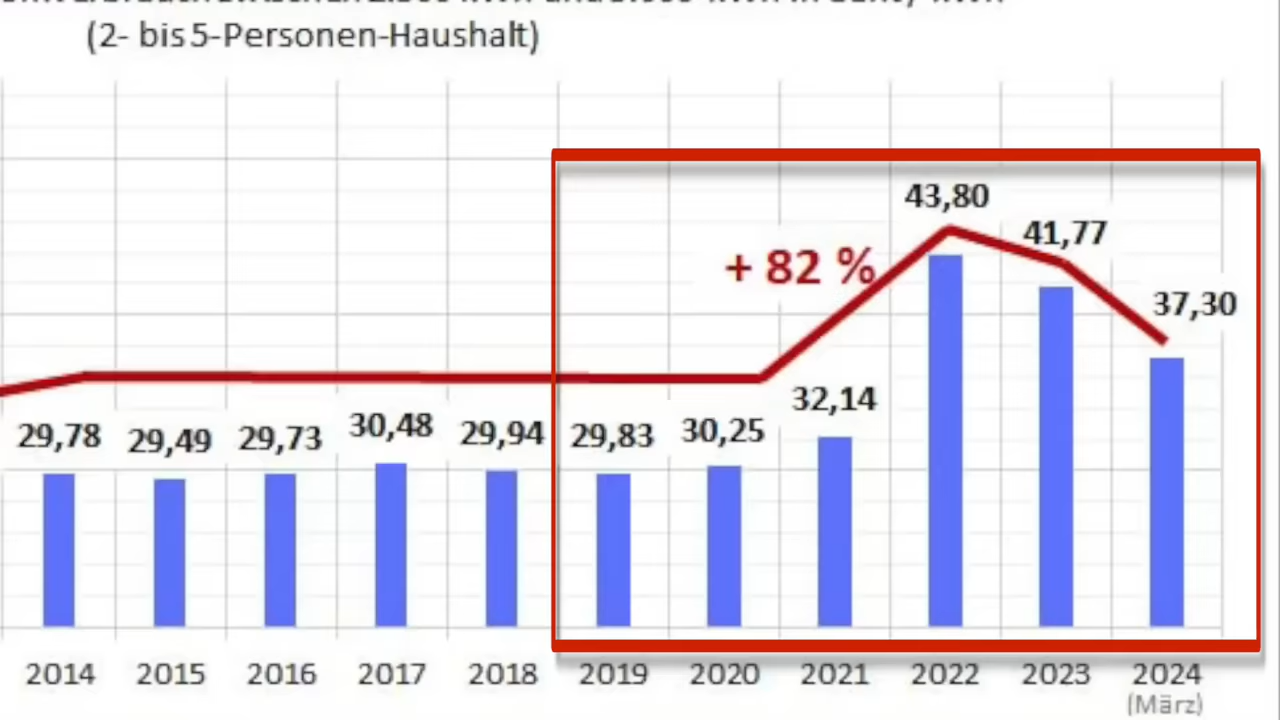 (2- bis 5-Personen-Haushalt)
43,80
41,77
+ 82 %
37,30
32,14
29,78 29,49 29,73 30,48 29,94 29,83 30,25
2014 2015 2016 2017 2018 2019 2020 2021 2022 2023 2024
(März)